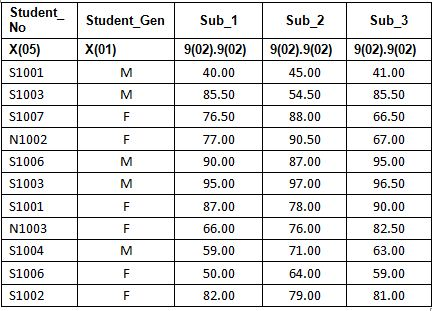 Student_No Student_Gen Sub_1 Sub_2 Sub_3
X(05) X(01) 9(02).9(02) 9(02).9(02) 9(02).9(02)
S1001 M 40.00 45.00 41.00
S1003 M 85.50 54.50 85.50
S1007 F 76.50 88.00 66.50
N1002 F 77.00 90.50 67.00
S1006 M 90.00 87.00 95.00
S1003 M 95.00 97.00 96.50
S1001 F 87.00 78.00 90.00
N1003 F 66.00 76.00 82.50
S1004 M 59.00 71.00 63.00
S1006 F 50.00 64.00 59.00
S1002 F 82.00 79.00 81.00